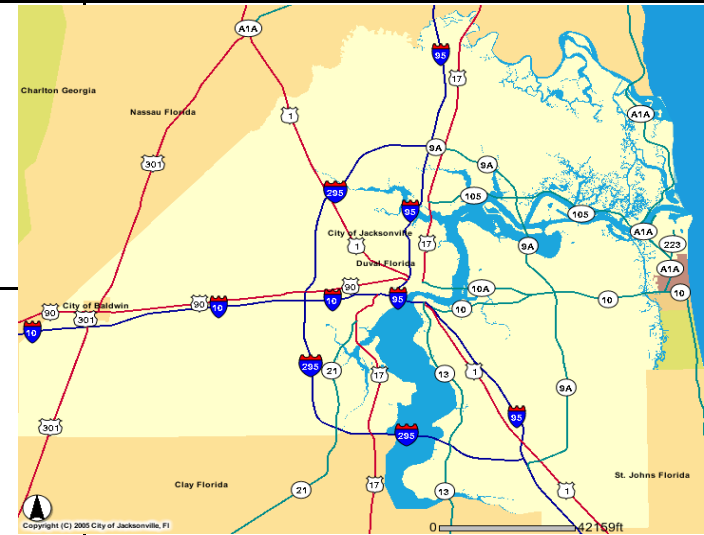 A1A
95
17
Charlton Georgia
Nassau Florida
1
A1A
301
9A
9A
295
105
95
105
City of Jacksonville
A1A
223
1
17
9A
Duval Florida
A1A
90
10A
10
City of Baldwin
90
10
10
95
10
10
90
301
10
295
21
17
13
1
9A
95
301
295
Clay Florida
St. Johns Florida
21
17
13
1
Copyright (C) 2005 City of Jacksonville, Fl
0
42159ft